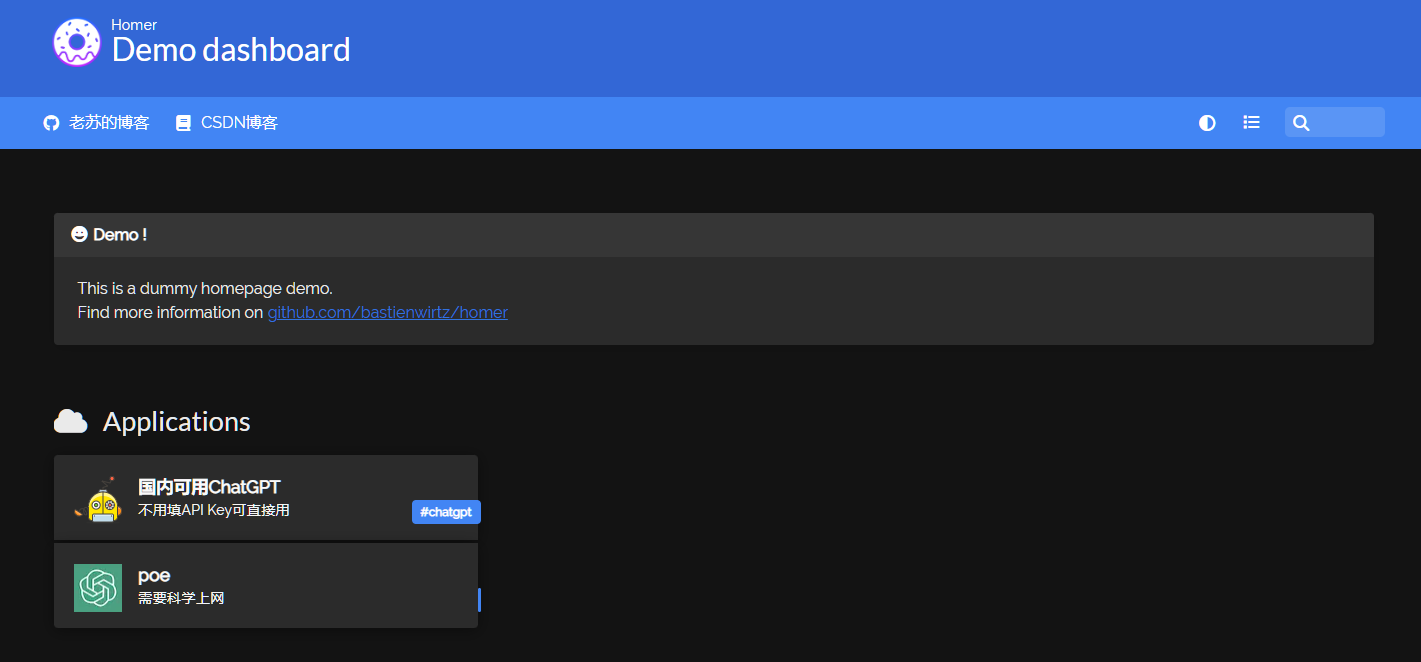 Homer
Demo dashboard
老苏的博客
CSDN博客
Demo !
This is a dummy homepage demo.
Find more information on github.com/bastienwirtz/homer
Applications
国内可用ChatGPT
不用填API Key可直接用
#chatgpt
poe
需要科学上网